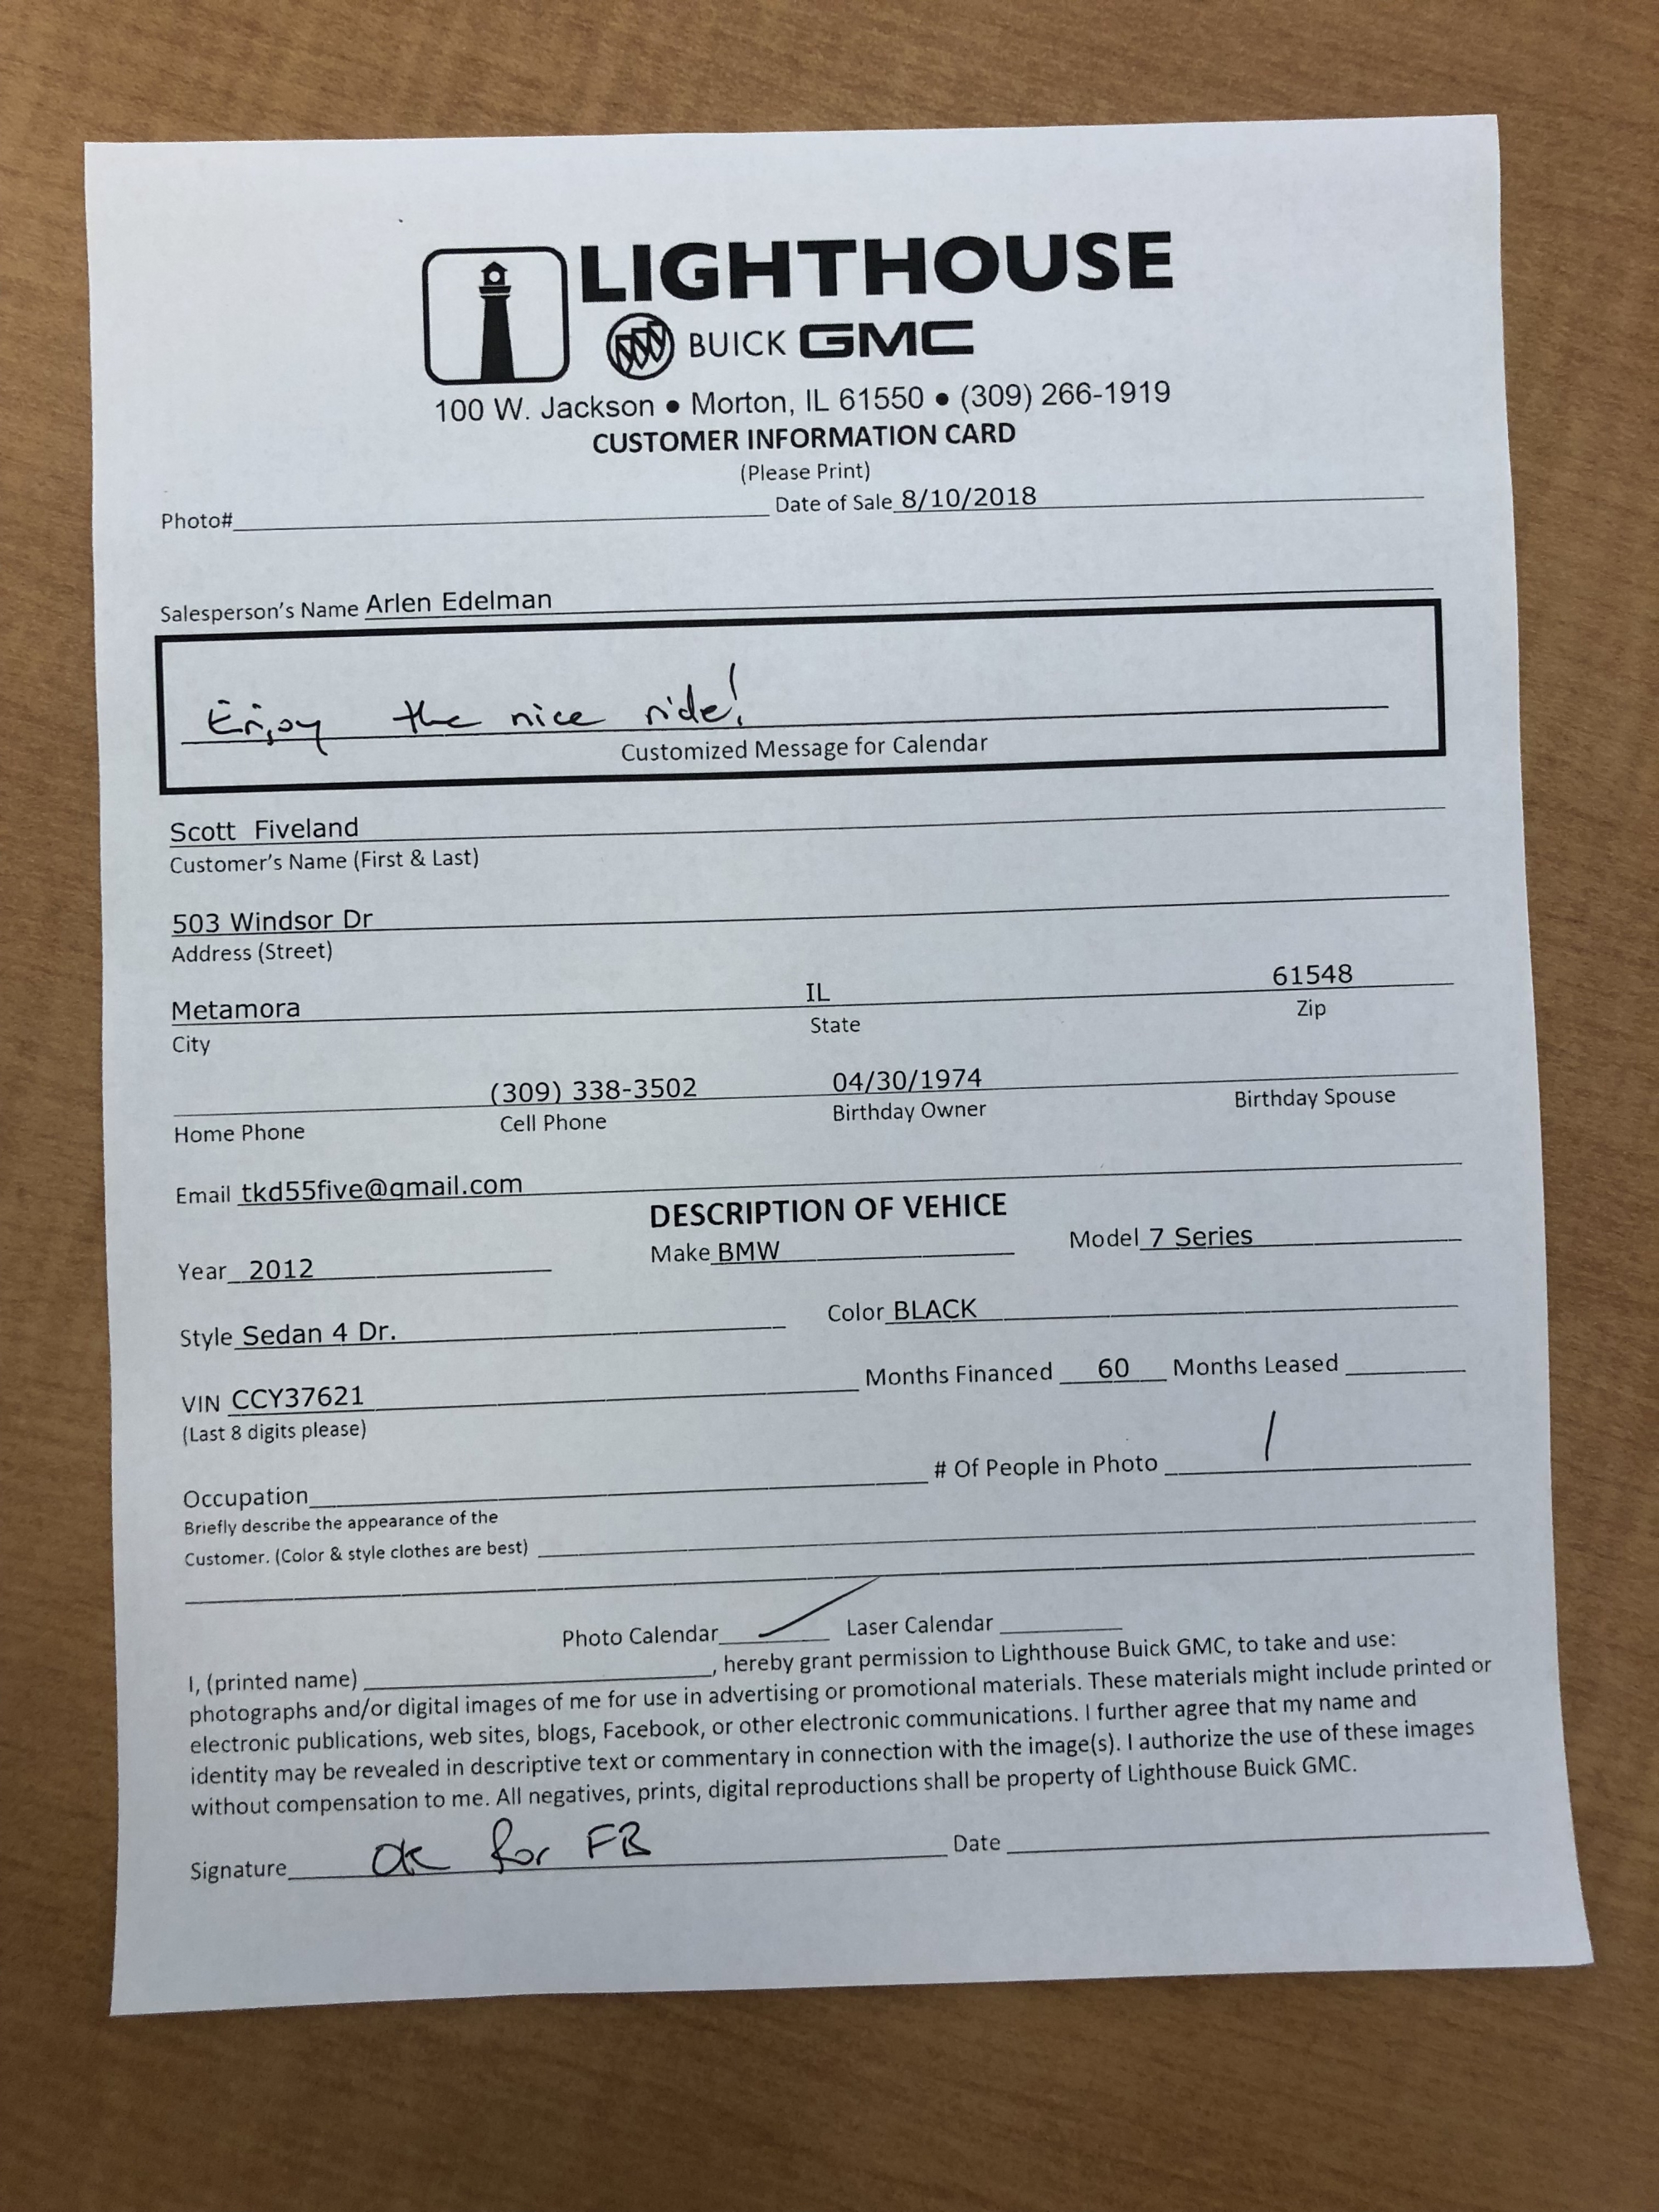 LIGHTHOUSE
BUICK GMC
100 W. Jackson • Morton, IL 61550 • (309) 266-1919
CUSTOMER INFORMATION CARD
(Please Print)
Photo# Date of Sale 8/10/2018
Salesperson's Name Arlen Edelman
Enjoy the nice ride!
Customized Message for Calendar
Scott Fiveland
Customer's Name (First & Last)
503 Windsor Dr
Address (Street)
Metamora IL 61548
City State Zip
(309) 338-3502 04/30/1974
Home Phone Cell Phone Birthday Owner Birthday Spouse
Email tkd55five@gmail.com
DESCRIPTION OF VEHICE
Year 2012 Make BMW Model 7 Series
Style Sedan 4 Dr. Color BLACK
VIN CCY37621 Months Financed 60 Months Leased
(Last 8 digits please)
Occupation # Of People in Photo 1
Briefly describe the appearance of the
Customer. (Color & style clothes are best)
Photo Calendar Laser Calendar
I, (printed name) , hereby grant permission to Lighthouse Buick GMC, to take and use:
photographs and/or digital images of me for use in advertising or promotional materials. These materials might include printed or
electronic publications, web sites, blogs, Facebook, or other electronic communications. I further agree that my name and
identity may be revealed in descriptive text or commentary in connection with the image(s). I authorize the use of these images
without compensation to me. All negatives, prints, digital reproductions shall be property of Lighthouse Buick GMC.
Signature OK for FB Date